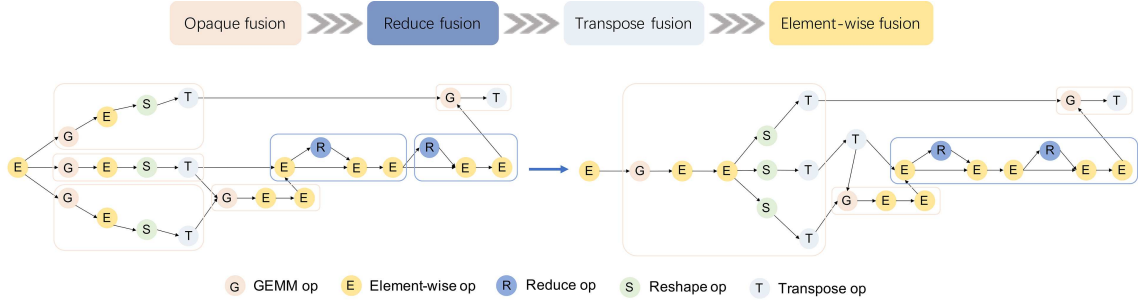 Opaque fusion Reduce fusion Transpose fusion Element-wise fusion
G T G T
E S T T
G S
E G E S T E R E E R E E E G E E E S T T E R E E R E E
G G E E T G E E
E S T S T
G GEMM op E Element-wise op R Reduce op S Reshape op T Transpose op